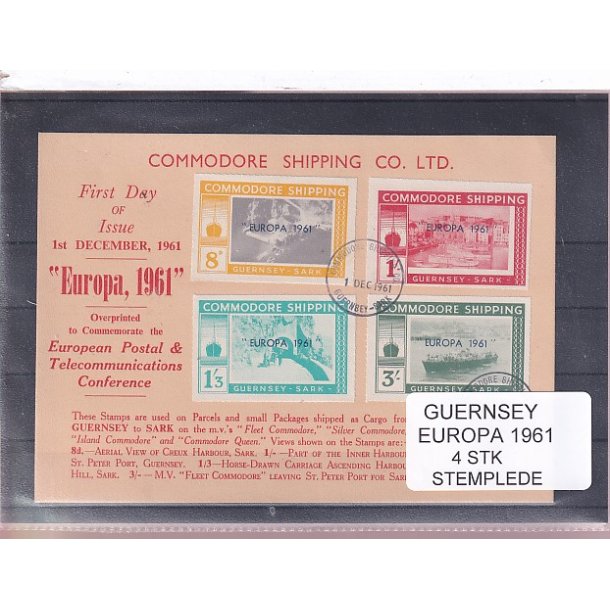 COMMODORE SHIPPING CO. LTD.
First Day
OF
Issue
1st DECEMBER, 1961
"Europa, 1961"
Overprinted
to Commemorate the
European Postal &
Telecommunications
Conference
COMMODORE SHIPPING
"EUROPA 1961"
8D
GUERNSEY - SARK
COMMODORE SHIPPING
"EUROPA 1961"
1/-
GUERNSEY - SARK
COMMODORE SHIPPING
1 DEC 1961
GUERNSEY-SARK
COMMODORE SHIPPING
"EUROPA 1961"
1/3
GUERNSEY - SARK
COMMODORE SHIPPING
"EUROPA 1961"
3/-
GUERNSEY
These Stamps are used on Parcels and small Packages shipped as Cargo from
GUERNSEY to SARK on the m.v.'s "Fleet Commodore," "Silver Commodore,
"Island Commodore" and "Commodore Queen." Views shown on the Stamps are:-
8d.—Aerial View of Creux Harbour, Sark. 1/-—Part of the Inner Harbour
St. Peter Port, Guernsey. 1/3—Horse-Drawn Carriage Ascending Harbour
Hill, Sark. 3/-—M.V. "Fleet Commodore" leaving St. Peter Port for Sark
GUERNSEY
EUROPA 1961
4 STK
STEMPLEDE